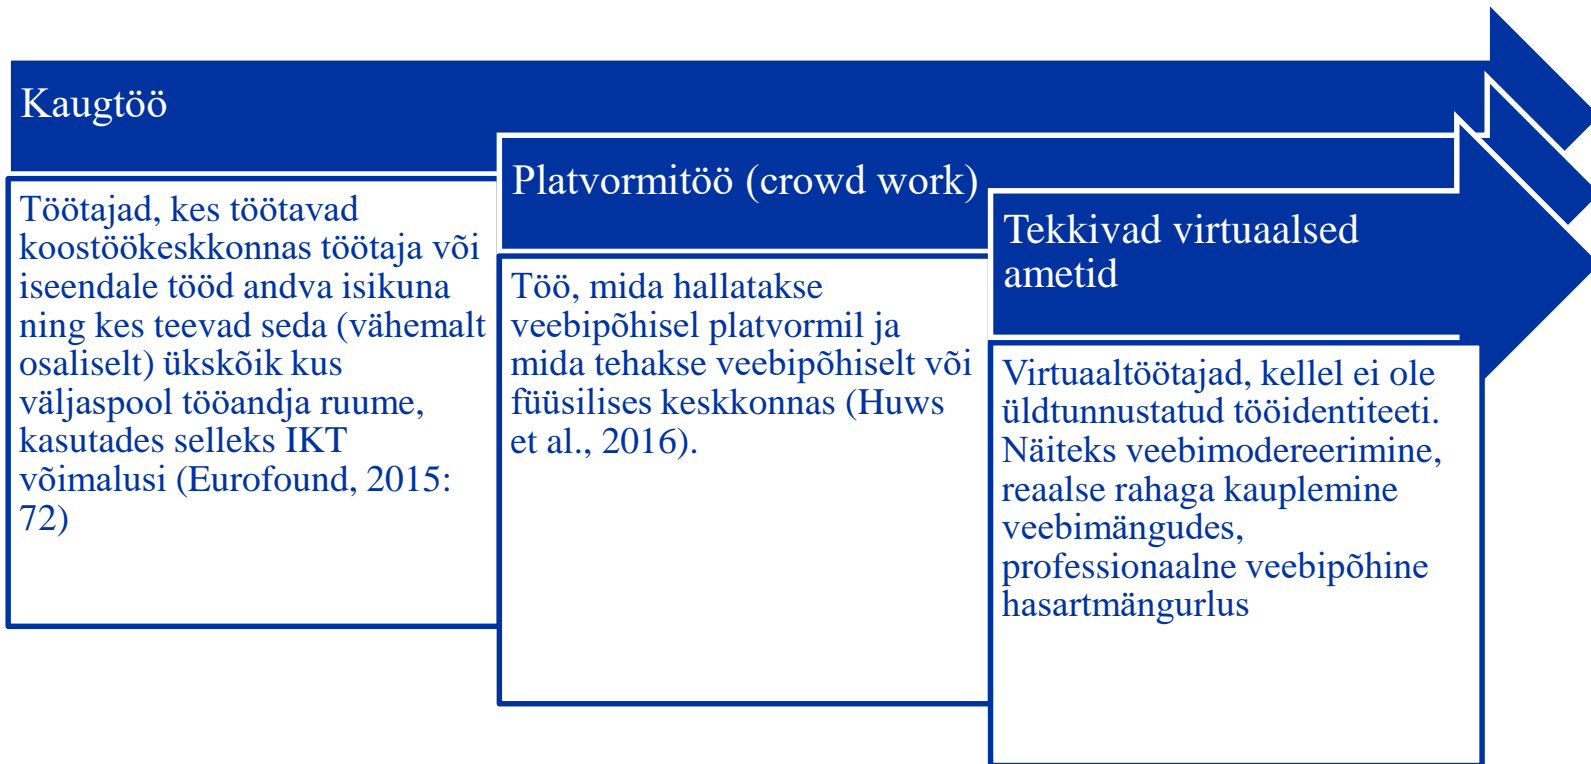 Kaugtöö
Töötajad, kes töötavad
koostöökeskkonnas töötaja või
iseendale tööd andva isikuna
ning kes teevad seda (vähemalt
osaliselt) ükskõik kus
väljaspool tööandja ruume,
kasutades selleks IKT
võimalusi (Eurofound, 2015:
72)
Platvormitöö (crowd work)
Töö, mida hallatakse
veebipõhisel platvormil ja
mida tehakse veebipõhiselt või
füüsilises keskkonnas (Huws
et al., 2016).
Tekkivad virtuaalsed
ametid
Virtuaaltöötajad, kellel ei ole
üldtunnustatud tööidentiteeti.
Näiteks veebimodereerimine,
reaalse rahaga kauplemine
veebimängudes,
professionaalne veebipõhine
hasartmängurlus